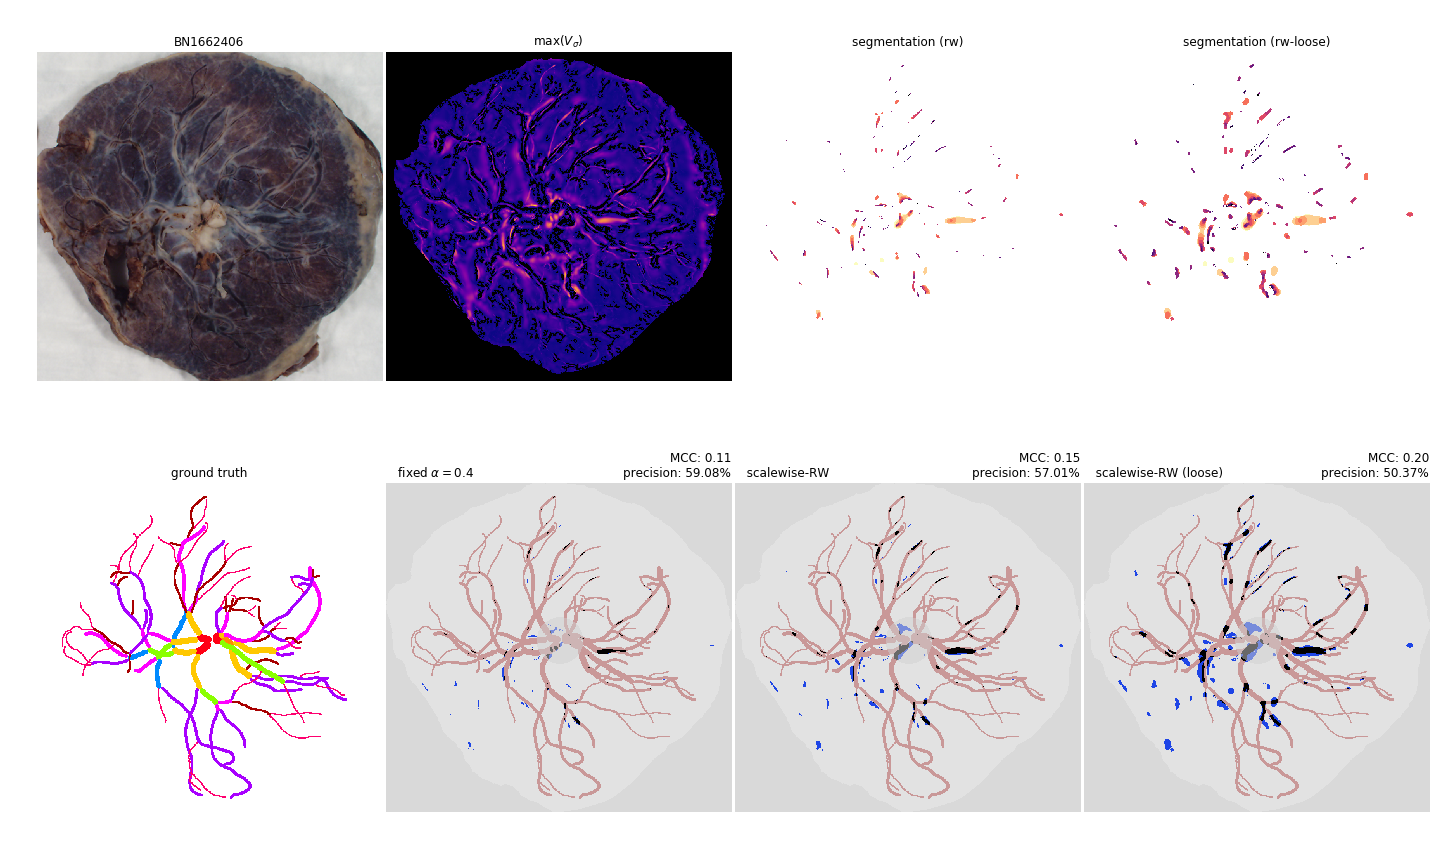 BN1662406
max(V_σ)
segmentation (rw)
segmentation (rw-loose)
ground truth
MCC: 0.11
fixed α = 0.4 precision: 59.08%
MCC: 0.15
scalewise-RW precision: 57.01%
MCC: 0.20
scalewise-RW (loose) precision: 50.37%